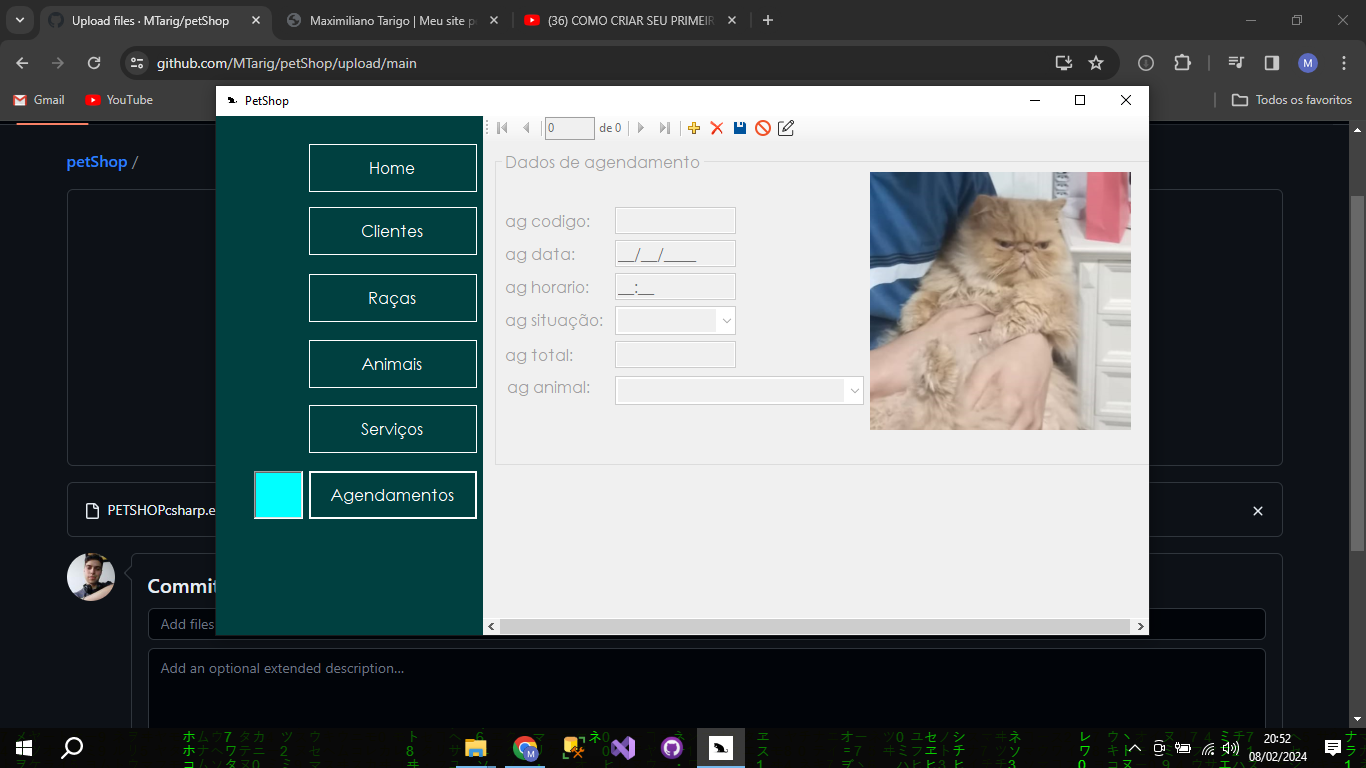 Upload files · MTarig/petShop
Maximiliano Tarigo | Meu site p
(36) COMO CRIAR SEU PRIMEIR
github.com/MTarig/petShop/upload/main
M
Gmail
YouTube
Todos os favoritos
PetShop
petShop /
0
de 0
Home
Clientes
Raças
Animais
Serviços
Agendamentos
Dados de agendamento
ag codigo:
ag data:
__/__/____
ag horario:
__:__
ag situação:
ag total:
ag animal:
PETSHOPcsharp.e
Commit
Add files
Add an optional extended description...
20:52
08/02/2024